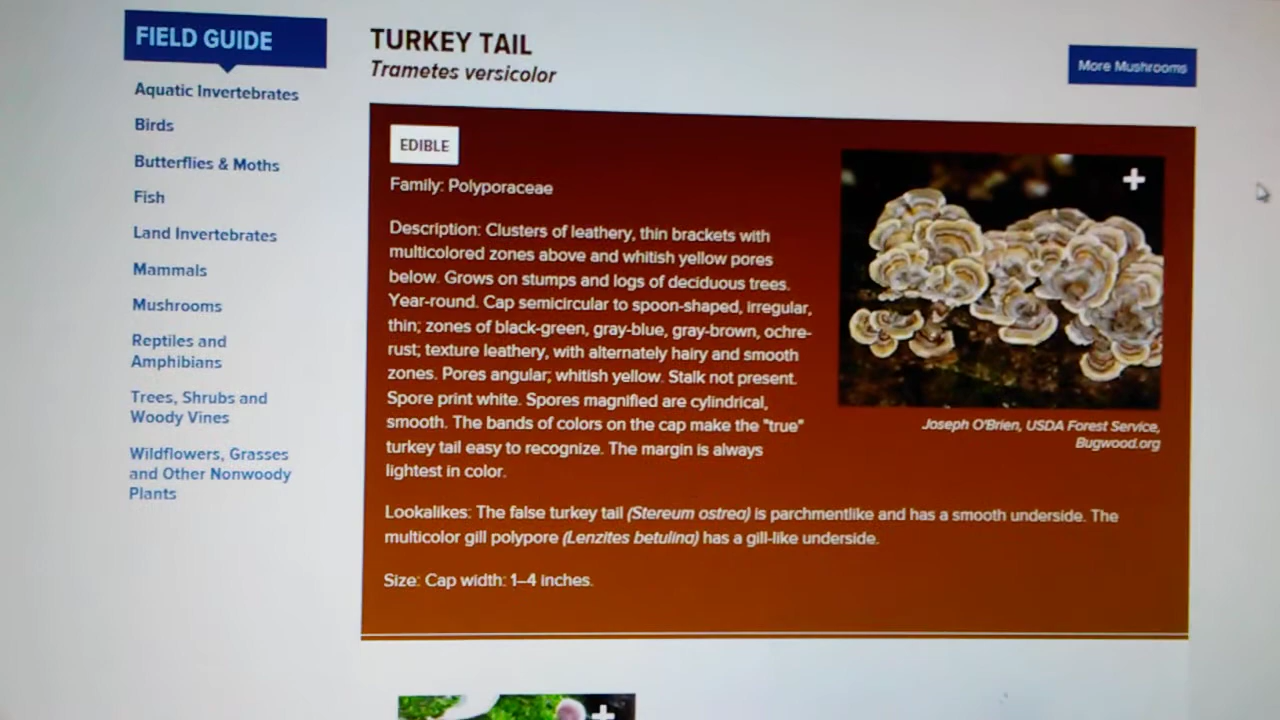 FIELD GUIDE
Aquatic Invertebrates
Birds
Butterflies & Moths
Fish
Land Invertebrates
Mammals
Mushrooms
Reptiles and
Amphibians
Trees, Shrubs and
Woody Vines
Wildflowers, Grasses
and Other Nonwoody
Plants
TURKEY TAIL
Trametes versicolor
More Mushrooms
EDIBLE
Family: Polyporaceae
Description: Clusters of leathery, thin brackets with
multicolored zones above and whitish yellow pores
below. Grows on stumps and logs of deciduous trees.
Year-round. Cap semicircular to spoon-shaped, irregular,
thin; zones of black-green, gray-blue, gray-brown, ochre-
rust; texture leathery, with alternately hairy and smooth
zones. Pores angular; whitish yellow. Stalk not present.
Spore print white. Spores magnified are cylindrical,
smooth. The bands of colors on the cap make the "true"
turkey tail easy to recognize. The margin is always
lightest in color.
Joseph O'Brien, USDA Forest Service,
Bugwood.org
Lookalikes: The false turkey tail (Stereum ostrea) is parchmentlike and has a smooth underside. The
multicolor gill polypore (Lenzites betulina) has a gill-like underside.
Size: Cap width: 1–4 inches.